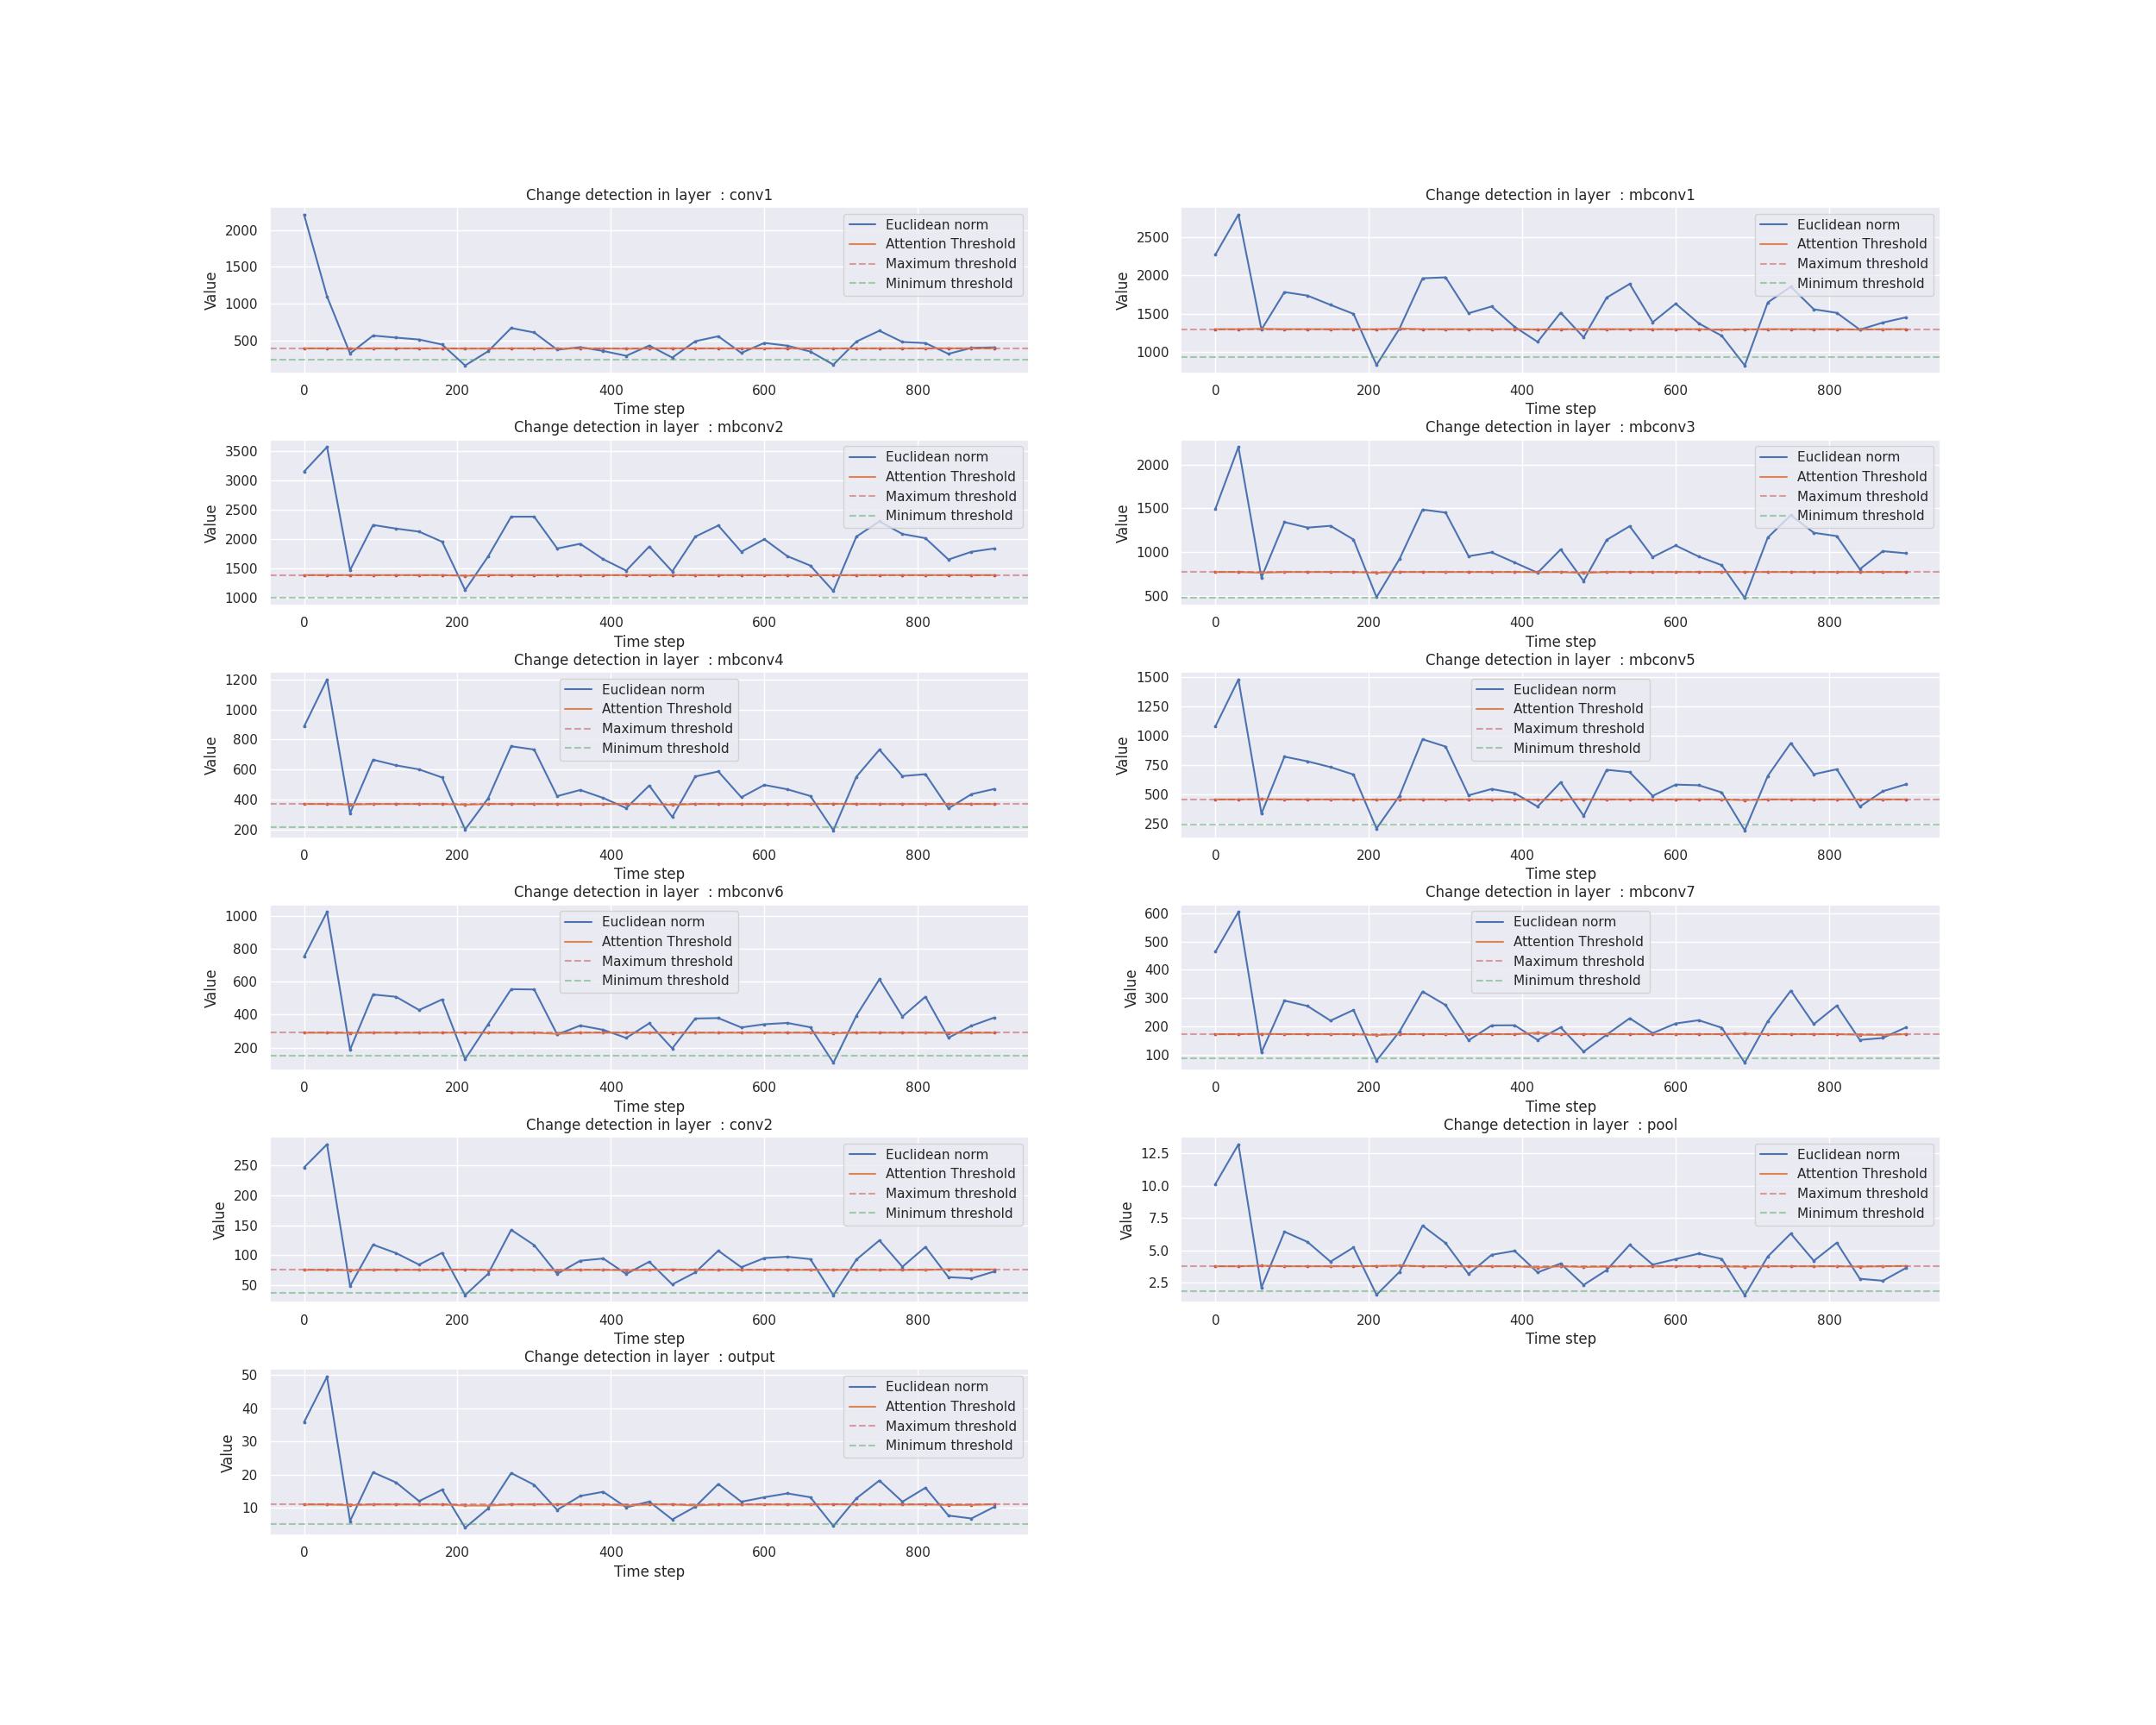 Change detection in layer : conv1
Value
2000
1500
1000
500
Euclidean norm
Attention Threshold
Maximum threshold
Minimum threshold
0 200 400 600 800
Time step
Change detection in layer : mbconv1
Value
2500
2000
1500
1000
Euclidean norm
Attention Threshold
Maximum threshold
Minimum threshold
0 200 400 600 800
Time step
Change detection in layer : mbconv2
Value
3500
3000
2500
2000
1500
1000
Euclidean norm
Attention Threshold
Maximum threshold
Minimum threshold
0 200 400 600 800
Time step
Change detection in layer : mbconv3
Value
2000
1500
1000
500
Euclidean norm
Attention Threshold
Maximum threshold
Minimum threshold
0 200 400 600 800
Time step
Change detection in layer : mbconv4
Value
1200
1000
800
600
400
200
Euclidean norm
Attention Threshold
Maximum threshold
Minimum threshold
0 200 400 600 800
Time step
Change detection in layer : mbconv5
Value
1500
1250
1000
750
500
250
Euclidean norm
Attention Threshold
Maximum threshold
Minimum threshold
0 200 400 600 800
Time step
Change detection in layer : mbconv6
Value
1000
800
600
400
200
Euclidean norm
Attention Threshold
Maximum threshold
Minimum threshold
0 200 400 600 800
Time step
Change detection in layer : mbconv7
Value
600
500
400
300
200
100
Euclidean norm
Attention Threshold
Maximum threshold
Minimum threshold
0 200 400 600 800
Time step
Change detection in layer : conv2
Value
250
200
150
100
50
Euclidean norm
Attention Threshold
Maximum threshold
Minimum threshold
0 200 400 600 800
Time step
Change detection in layer : pool
Value
12.5
10.0
7.5
5.0
2.5
Euclidean norm
Attention Threshold
Maximum threshold
Minimum threshold
0 200 400 600 800
Time step
Change detection in layer : output
Value
50
40
30
20
10
Euclidean norm
Attention Threshold
Maximum threshold
Minimum threshold
0 200 400 600 800
Time step